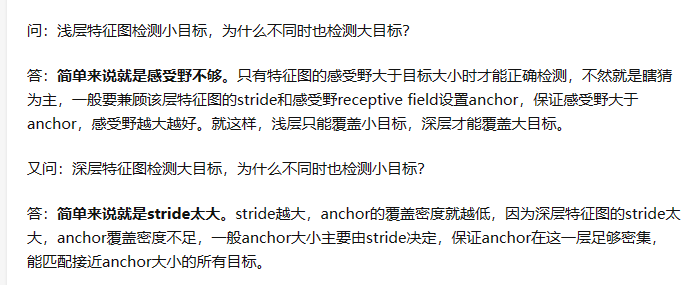 问：浅层特征图检测小目标，为什么不同时也检测大目标?
答：简单来说就是感受野不够。只有特征图的感受野大于目标大小时才能正确检测，不然就是瞎猜
为主，一般要兼顾该层特征图的stride和感受野receptive field设置anchor，保证感受野大于
anchor，感受野越大越好。就这样，浅层只能覆盖小目标，深层才能覆盖大目标。
又问：深层特征图检测大目标，为什么不同时也检测小目标?
答：简单来说就是stride太大。stride越大，anchor的覆盖密度就越低，因为深层特征图的stride太
大，anchor覆盖密度不足，一般anchor大小主要由stride决定，保证anchor在这一层足够密集，
能匹配接近anchor大小的所有目标。